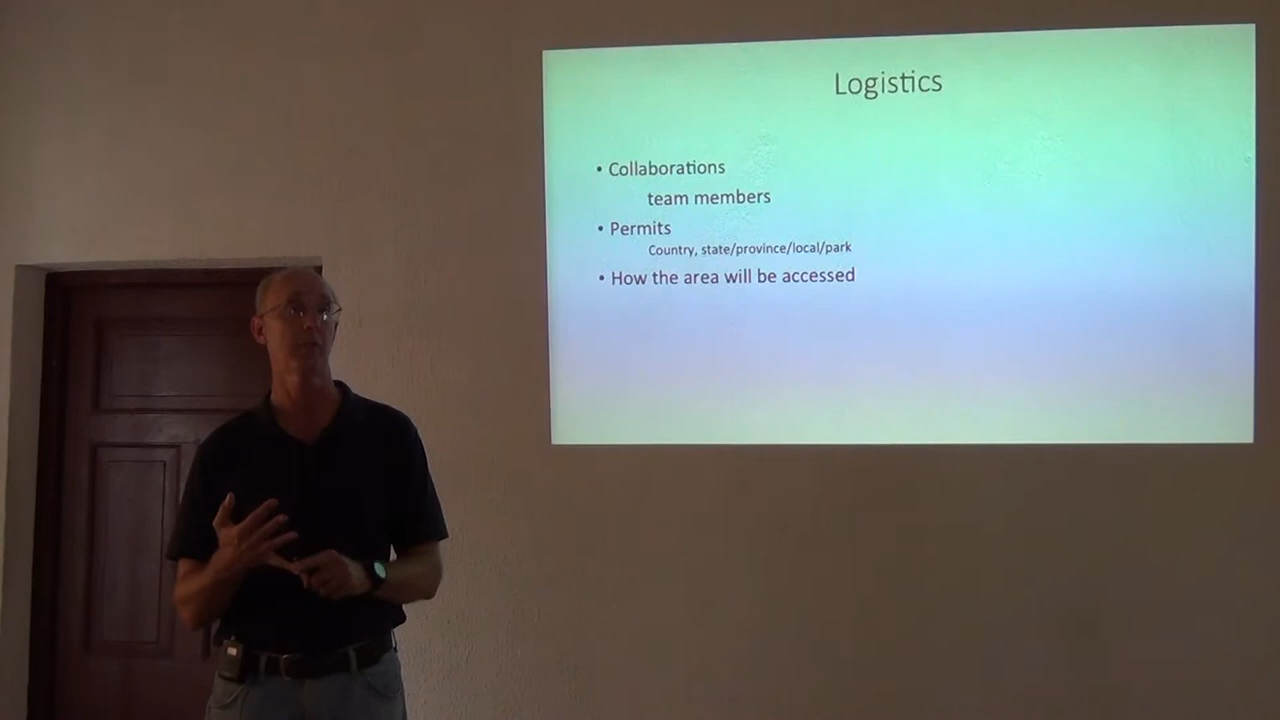 Logistics
• Collaborations
team members
• Permits
Country, state/province/local/park
• How the area will be accessed